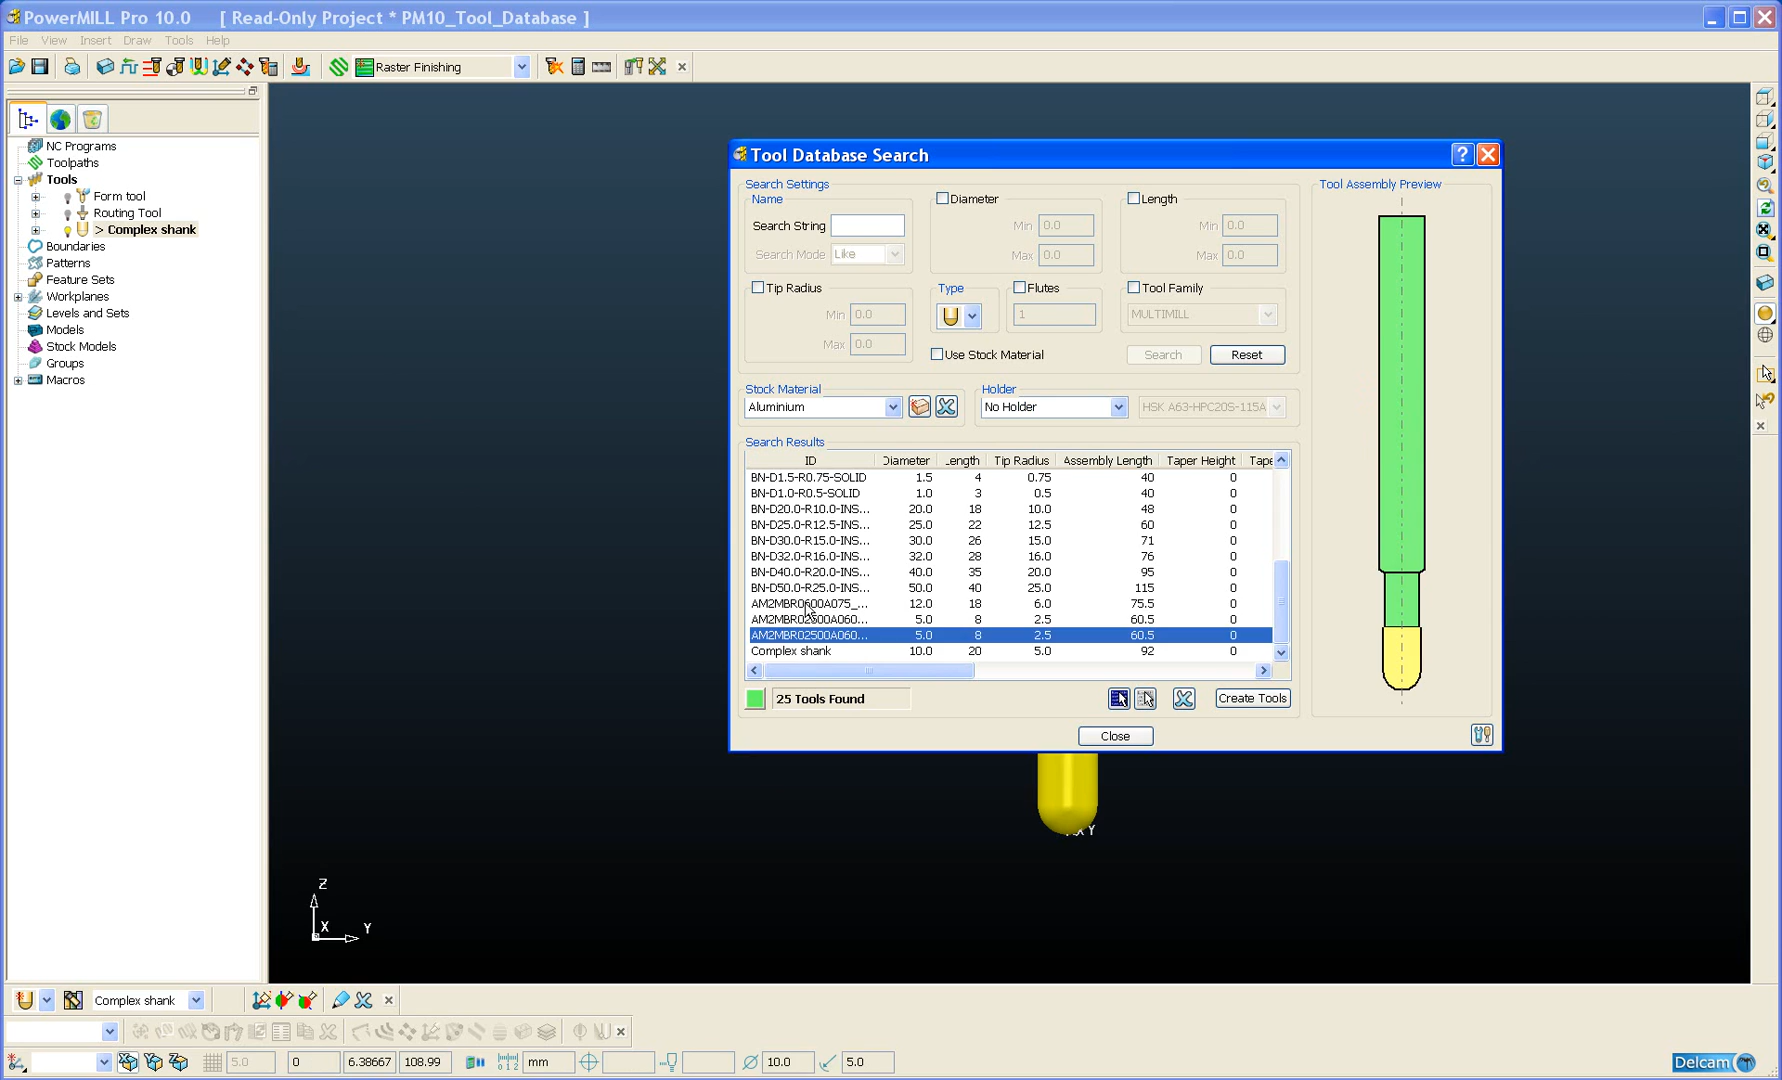 PowerMILL Pro 10.0 [ Read-Only Project * PM10_Tool_Database ]
File View Insert Draw Tools Help
Raster Finishing
NC Programs
Toolpaths
Tools
Form tool
Routing Tool
> Complex shank
Boundaries
Patterns
Feature Sets
Workplanes
Levels and Sets
Models
Stock Models
Groups
Macros
Tool Database Search
Search Settings
Name
Search String
Search Mode Like
Diameter
Min 0.0
Max 0.0
Length
Min 0.0
Max 0.0
Tip Radius
Min 0.0
Max 0.0
Type
Flutes
1
Tool Family
MULTIMILL
Use Stock Material
Search
Reset
Stock Material
Aluminium
Holder
No Holder
HSK A63-HPC20S-115A
Search Results
ID Diameter Length Tip Radius Assembly Length Taper Height Tape
BN-D1.5-R0.75-SOLID 1.5 4 0.75 40 0
BN-D1.0-R0.5-SOLID 1.0 3 0.5 40 0
BN-D20.0-R10.0-INS... 20.0 18 10.0 48 0
BN-D25.0-R12.5-INS... 25.0 22 12.5 60 0
BN-D30.0-R15.0-INS... 30.0 26 15.0 71 0
BN-D32.0-R16.0-INS... 32.0 28 16.0 76 0
BN-D40.0-R20.0-INS... 40.0 35 20.0 95 0
BN-D50.0-R25.0-INS... 50.0 40 25.0 115 0
AM2MBR0600A075_... 12.0 18 6.0 75.5 0
AM2MBR02500A060... 5.0 8 2.5 60.5 0
AM2MBR02500A060... 5.0 8 2.5 60.5 0
Complex shank 10.0 20 5.0 92 0
25 Tools Found
Create Tools
Close
Tool Assembly Preview
X Y
Z
X
Y
Complex shank
5.0 0 6.38667 108.99 mm 10.0 5.0
Delcam